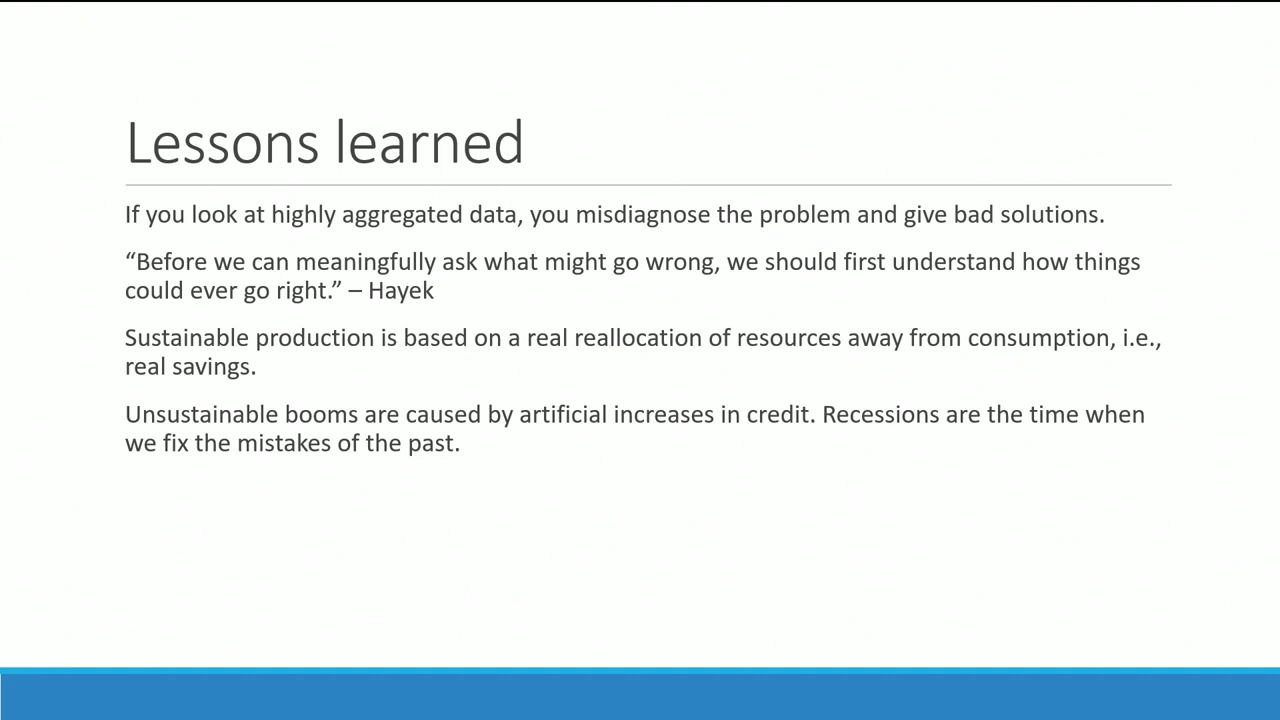 Lessons learned
If you look at highly aggregated data, you misdiagnose the problem and give bad solutions.
“Before we can meaningfully ask what might go wrong, we should first understand how things
could ever go right.” – Hayek
Sustainable production is based on a real reallocation of resources away from consumption, i.e.,
real savings.
Unsustainable booms are caused by artificial increases in credit. Recessions are the time when
we fix the mistakes of the past.